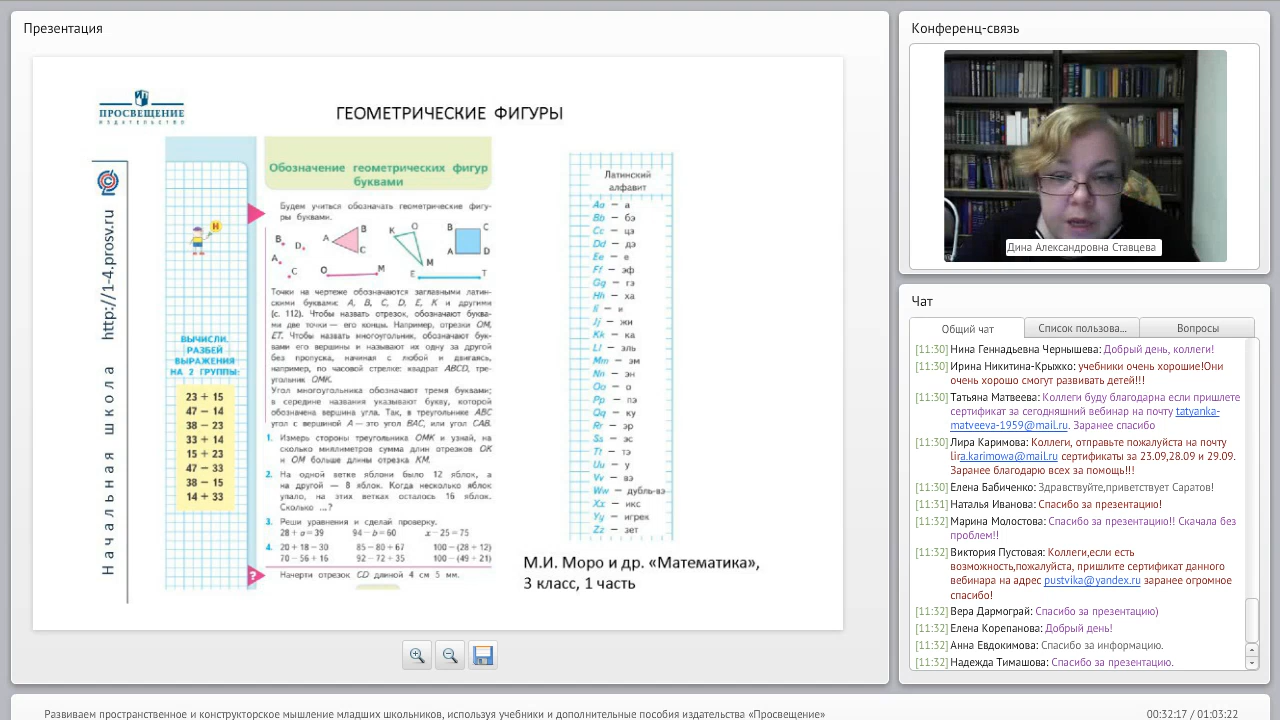 Презентация
ПРОСВЕЩЕНИЕ
ИЗДАТЕЛЬСТВО
ГЕОМЕТРИЧЕСКИЕ ФИГУРЫ
Начальная школа http://1-4.prosv.ru
Н
ВЫЧИСЛИ,
РАЗБЕЙ
ВЫРАЖЕНИЯ
НА 2 ГРУППЫ:
23 + 15
47 − 14
38 − 23
33 + 14
15 + 23
47 − 33
38 − 15
14 + 33
Обозначение геометрических фигур
буквами
Будем учиться обозначать геометрические фигу-
ры буквами.
B D A B C K O M B C A D
A C O M E T
Точки на чертеже обозначаются заглавными латин-
скими буквами: A, B, C, D, E, K и другими
(с. 112). Чтобы назвать отрезок, обозначают буква-
ми две точки — его концы. Например, отрезки OM,
ET. Чтобы назвать многоугольник, обозначают бук-
вами его вершины и называют их одну за другой
без пропуска, начиная с любой и двигаясь,
например, по часовой стрелке: квадрат ABCD, тре-
угольник OMK.
Угол многоугольника обозначают тремя буквами;
в середине названия указывают букву, которой
обозначена вершина угла. Так, в треугольнике ABC
угол с вершиной A — это угол BAC, или угол CAB.
1. Измерь стороны треугольника OMK и узнай, на
сколько миллиметров сумма длин отрезков OK
и OM больше длины отрезка KM.
2. На одной ветке яблони было 12 яблок, а
на другой — 8 яблок. Когда несколько яблок
упало, на этих ветках осталось 16 яблок.
Сколько ...?
3. Реши уравнения и сделай проверку.
28 + a = 39 94 − b = 60 x − 25 = 75
4. 20 + 18 − 30 85 − 80 + 67 100 − (28 + 12)
70 − 56 + 16 92 − 72 + 35 100 − (49 + 21)
? Начерти отрезок CD длиной 4 см 5 мм.
Латинский
алфавит
Aa — а
Bb — бэ
Cc — цэ
Dd — дэ
Ee — е
Ff — эф
Gg — гэ
Hh — ха
Ii — и
Jj — жи
Kk — ка
Ll — эль
Mm — эм
Nn — эн
Oo — о
Pp — пэ
Qq — ку
Rr — эр
Ss — эс
Tt — тэ
Uu — у
Vv — вэ
Ww — дубль-вэ
Xx — икс
Yy — игрек
Zz — зет
М.И. Моро и др. «Математика»,
3 класс, 1 часть
Конференц-связь
Дина Александровна Ставцева
Чат
Общий чат Список пользова... Вопросы
[11:30] Нина Геннадьевна Чернышева: Добрый день, коллеги!
[11:30] Ирина Никитина-Крыжко: учебники очень хорошие!Они
очень хорошо смогут развивать детей!!!
[11:30] Татьяна Матвеева: Коллеги буду благодарна если пришлете
сертификат за сегодняшний вебинар на почту tatyanka-
matveeva-1959@mail.ru. Заранее спасибо
[11:30] Лира Каримова: Коллеги, отправьте пожалуйста на почту
lira.karimowa@mail.ru сертификаты за 23.09,28.09 и 29.09.
Заранее благодарю всех за помощь!!!
[11:30] Елена Бабиченко: Здравствуйте,приветствует Саратов!
[11:31] Наталья Иванова: Спасибо за презентацию!
[11:32] Марина Молостова: Спасибо за презентацию!! Скачала без
проблем!!
[11:32] Виктория Пустовая: Коллеги,если есть
возможность,пожалуйста, пришлите сертификат данного
вебинара на адрес pustvika@yandex.ru заранее огромное
спасибо!
[11:32] Вера Дармограй: Спасибо за презентацию)
[11:32] Елена Корепанова: Добрый день!
[11:32] Анна Евдокимова: Спасибо за информацию.
[11:32] Надежда Тимашова: Спасибо за презентацию.
Развиваем пространственное и конструкторское мышление младших школьников, используя учебники и дополнительные пособия издательства «Просвещение»
00:32:17 / 01:03:22